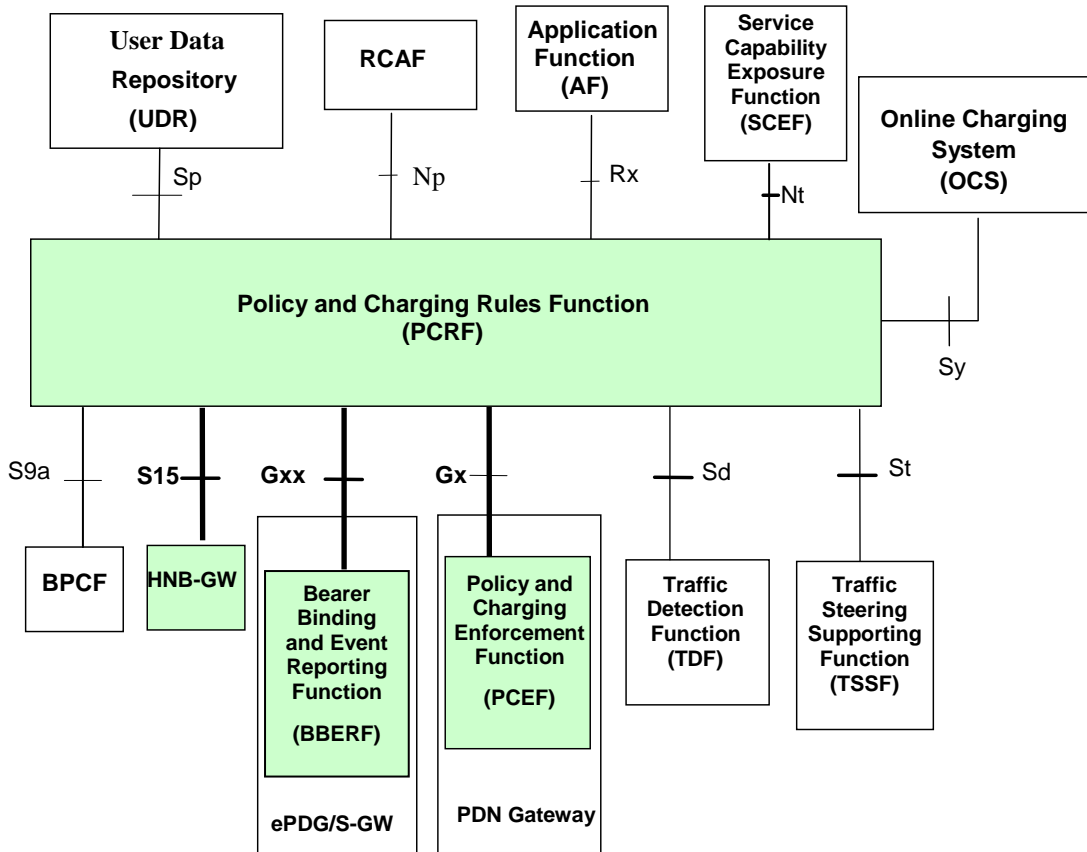 User Data
Repository
(UDR)
RCAF
Application
Function
(AF)
Service
Capability
Exposure
Function
(SCEF)
Online Charging
System
(OCS)
Sp
Np
Rx
Nt
Policy and Charging Rules Function
(PCRF)
Sy
S9a
S15
Gxx
Gx
Sd
St
BPCF
HNB-GW
Bearer
Binding
and Event
Reporting
Function
(BBERF)
ePDG/S-GW
Policy and
Charging
Enforcement
Function
(PCEF)
PDN Gateway
Traffic
Detection
Function
(TDF)
Traffic
Steering
Supporting
Function
(TSSF)